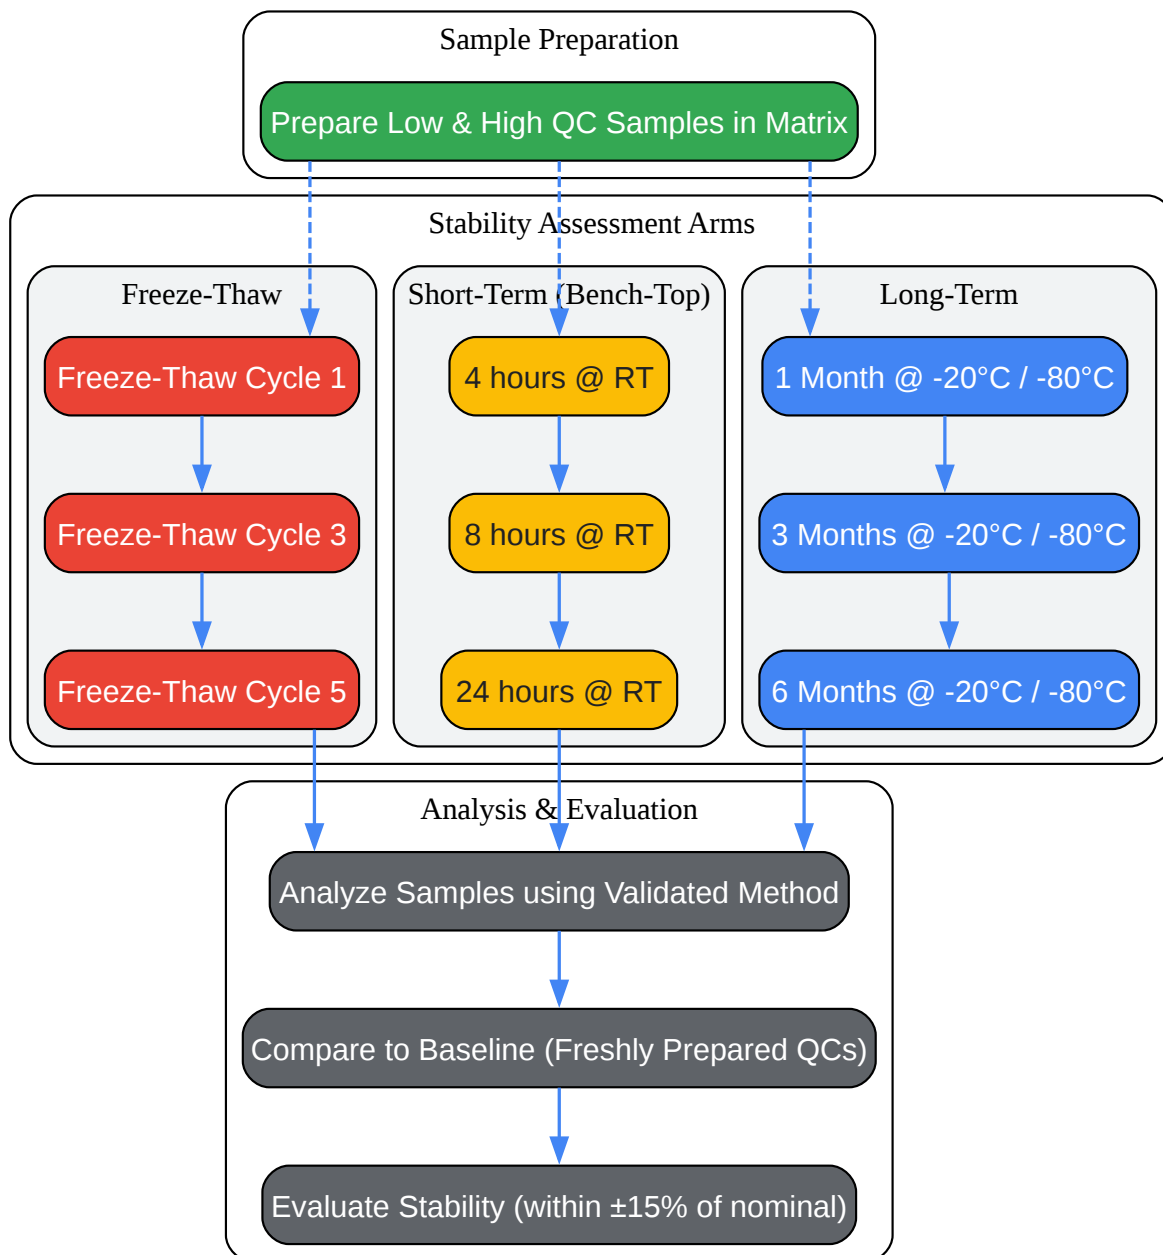 Sample Preparation
Prepare Low & High QC Samples in Matrix
Stability Assessment Arms
Freeze-Thaw
Freeze-Thaw Cycle 1
Freeze-Thaw Cycle 3
Freeze-Thaw Cycle 5
Short-Term (Bench-Top)
4 hours @ RT
8 hours @ RT
24 hours @ RT
Long-Term
1 Month @ -20°C / -80°C
3 Months @ -20°C / -80°C
6 Months @ -20°C / -80°C
Analysis & Evaluation
Analyze Samples using Validated Method
Compare to Baseline (Freshly Prepared QCs)
Evaluate Stability (within ±15% of nominal)